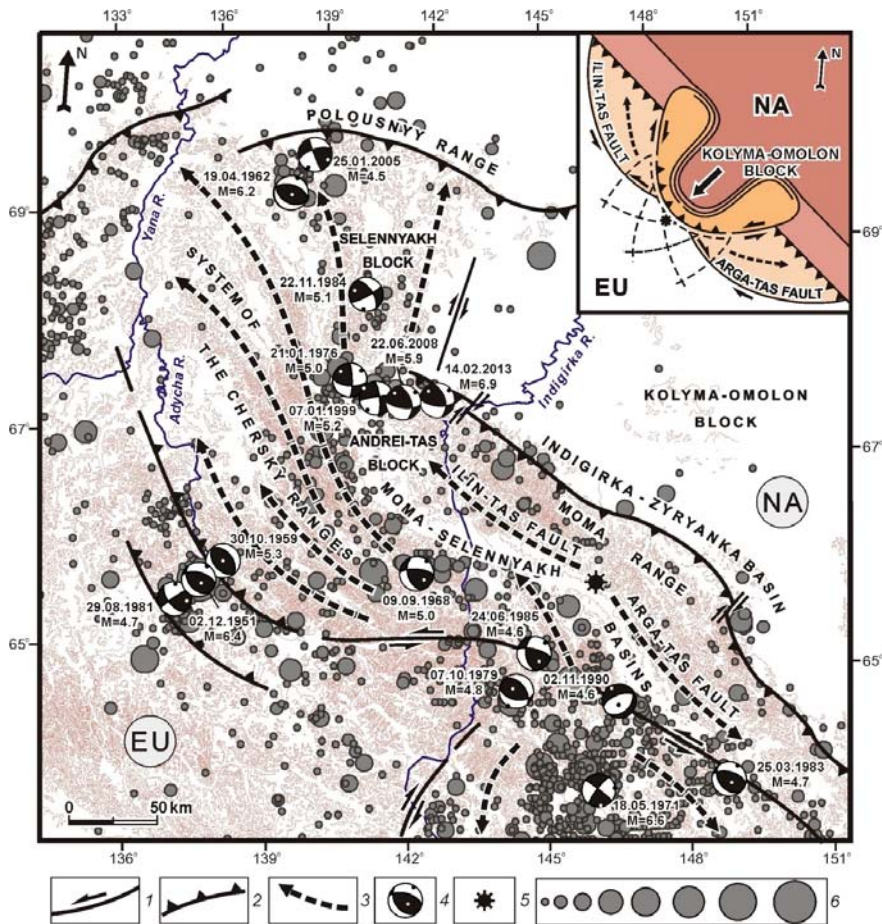 133° 136° 139° 142° 145° 148° 151°
N
POLOUSNYY RANGE
25.01.2005
M=4.5
19.04.1962
M=6.2
69°
Yana R.
SELENNYAKH
BLOCK
SYSTEM OF
THE CHERSKY RANGES
22.11.1984
M=5.1
21.01.1976
M=5.0
22.06.2008
M=5.9
14.02.2013
M=6.9
Indigirka R.
Adycha R.
07.01.1999
M=5.2
67°
ANDREI-TAS
BLOCK
KOLYMA-OMOLON
BLOCK
67°
INDIGIRKA-ZYRYANKA BASIN
ILIN-TAS FAULT
MOMA RANGE
MOMA-SELENNYAKH BASINS
NA
30.10.1959
M=5.3
29.08.1981
M=4.7
02.12.1951
M=6.4
09.09.1968
M=5.0
24.06.1985
M=4.6
ARGA-TAS FAULT
65°
65°
07.10.1979
M=4.8
02.11.1990
M=4.6
EU
25.03.1983
M=4.7
18.05.1971
M=6.6
0 50 km
136° 139° 142° 145° 148° 151°
N
ILIN-TAS FAULT
NA
KOLYMA-OMOLON
BLOCK
69°
ARGA-TAS FAULT
EU
1 2 3 4 5 6